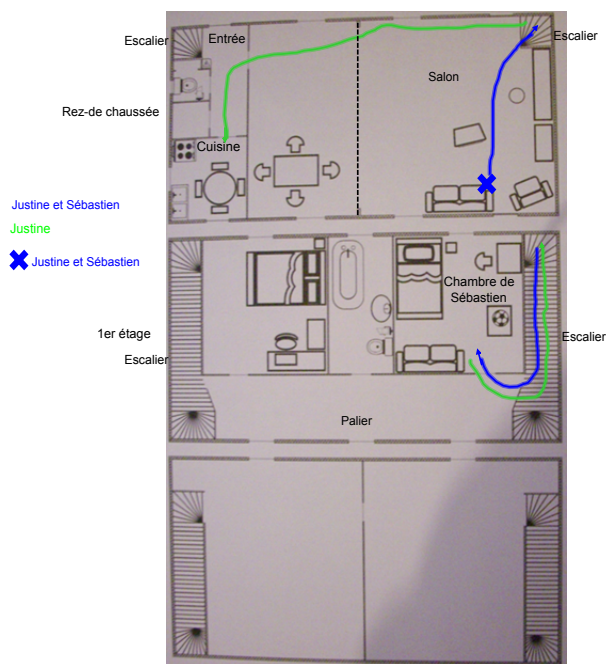 Escalier
Entrée
Escalier
Salon
Rez-de chaussée
Cuisine
Justine et Sébastien
Justine
Justine et Sébastien
Chambre de
Sébastien
1er étage
Escalier
Escalier
Palier